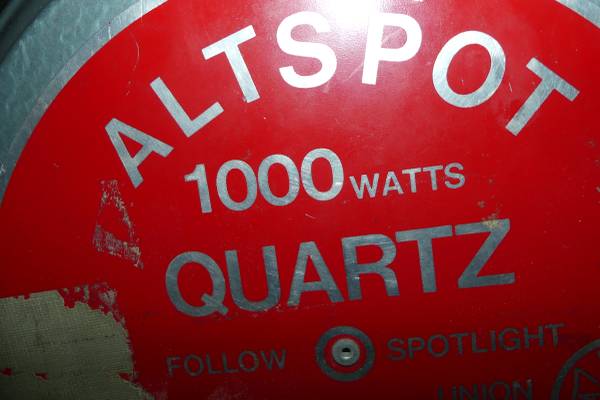 ALTSPOT
1000 WATTS
QUARTZ
FOLLOW SPOTLIGHT
UNION